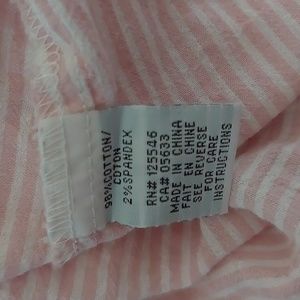 98%COTTON/
COTON
2%SPANDEX
RN# 125546
CA# 05633
MADE IN CHINA
FAIT EN CHINE
SEE REVERSE
FOR CARE
INSTRUCTIONS